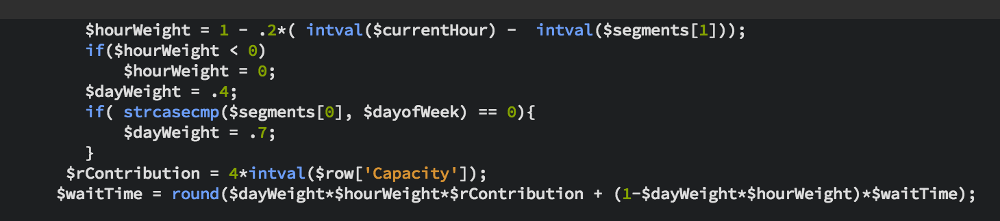 $hourWeight = 1 - .2*( intval($currentHour) -  intval($segments[1]));
if($hourWeight < 0)
$hourWeight = 0;
$dayWeight = .4;
if( strcasecmp($segments[0], $dayofWeek) == 0){
$dayWeight = .7;
}
$rContribution = 4*intval($row['Capacity']);
$waitTime = round($dayWeight*$hourWeight*$rContribution + (1-$dayWeight*$hourWeight)*$waitTime);